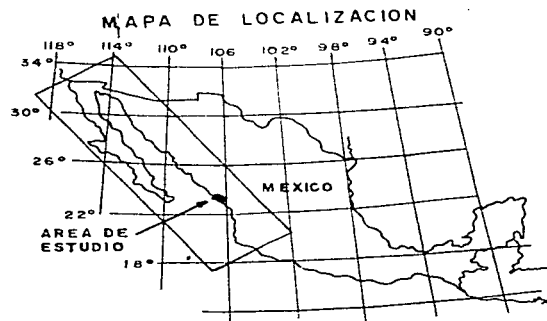 MAPA DE LOCALIZACION
118° 114° 110° 106 102° 98° 94° 90°
34°
30°
26°
MEXICO
22°
AREA DE
ESTUDIO
18°